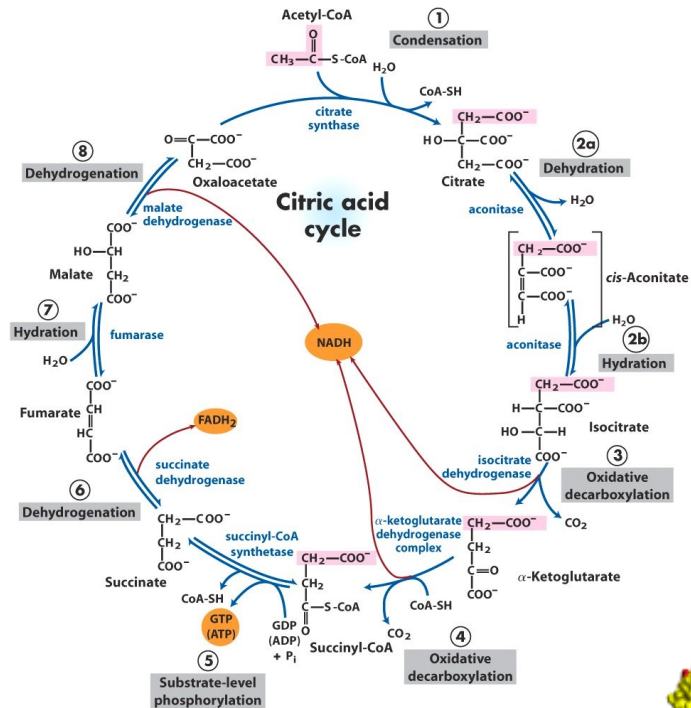 Acetyl-CoA
O
CH₃—C—S-CoA
①
Condensation
H₂O
CoA-SH
citrate
synthase
CH₂—COO⁻
HO—C—COO⁻
CH₂—COO⁻
Citrate
2a
Dehydration
H₂O
aconitase
CH₂—COO⁻
C—COO⁻
C—COO⁻
H
cis-Aconitate
H₂O
aconitase
2b
Hydration
CH₂—COO⁻
H—C—COO⁻
HO—C—H
COO⁻
Isocitrate
isocitrate
dehydrogenase
③
Oxidative
decarboxylation
CO₂
CH₂—COO⁻
CH₂
C=O
COO⁻
α-Ketoglutarate
α-ketoglutarate
dehydrogenase
complex
CoA-SH
CO₂
④
Oxidative
decarboxylation
CH₂—COO⁻
CH₂
C—S-CoA
O
Succinyl-CoA
succinyl-CoA
synthetase
GDP
(ADP)
+ Pᵢ
GTP
(ATP)
CoA-SH
⑤
Substrate-level
phosphorylation
CH₂—COO⁻
CH₂
COO⁻
Succinate
succinate
dehydrogenase
FADH₂
⑥
Dehydrogenation
COO⁻
CH
HC
COO⁻
Fumarate
fumarase
H₂O
⑦
Hydration
COO⁻
HO—CH
CH₂
COO⁻
Malate
malate
dehydrogenase
⑧
Dehydrogenation
O=C—COO⁻
CH₂—COO⁻
Oxaloacetate
Citric acid
cycle
NADH